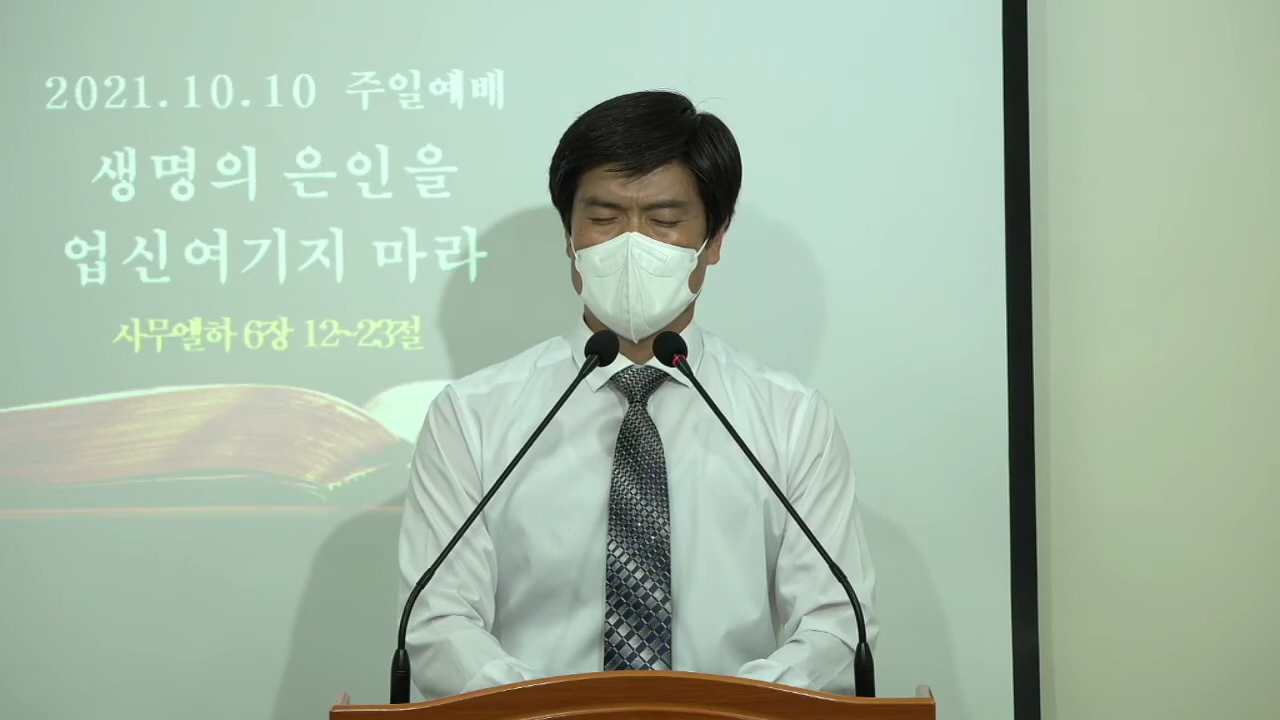 2021.10.10 주일예배
생명의 은인을
업신여기지 마라
사무엘하 6장 12~23절